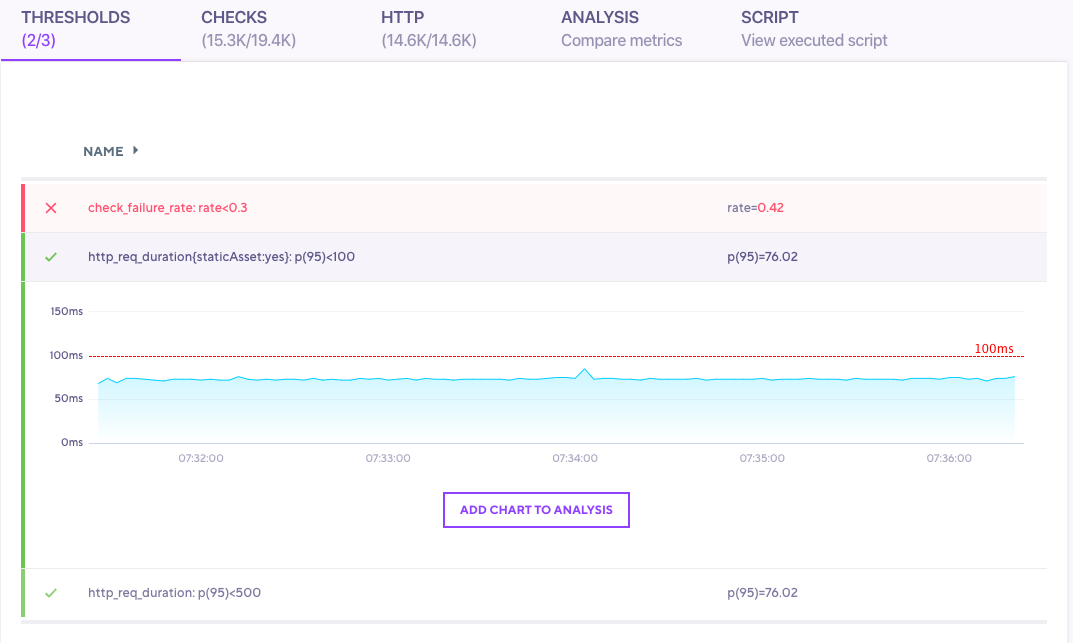 THRESHOLDS CHECKS HTTP ANALYSIS SCRIPT
(2/3) (15.3K/19.4K) (14.6K/14.6K) Compare metrics View executed script
NAME
check_failure_rate: rate<0.3 rate=0.42
http_req_duration{staticAsset:yes}: p(95)<100 p(95)=76.02
150ms
100ms 100ms
50ms
0ms
07:32:00 07:33:00 07:34:00 07:35:00 07:36:00
ADD CHART TO ANALYSIS
http_req_duration: p(95)<500 p(95)=76.02